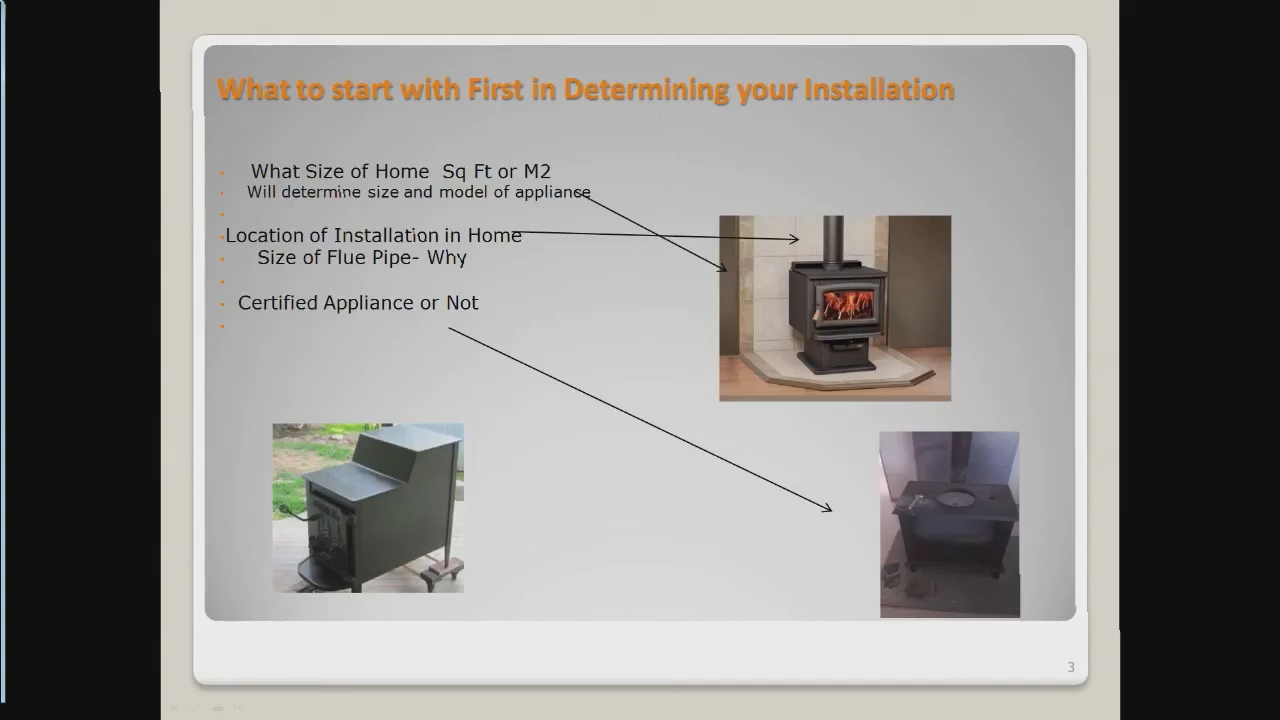 What to start with First in Determining your Installation
What Size of Home Sq Ft or M2
Will determine size and model of appliance
Location of Installation in Home
Size of Flue Pipe- Why
Certified Appliance or Not
3